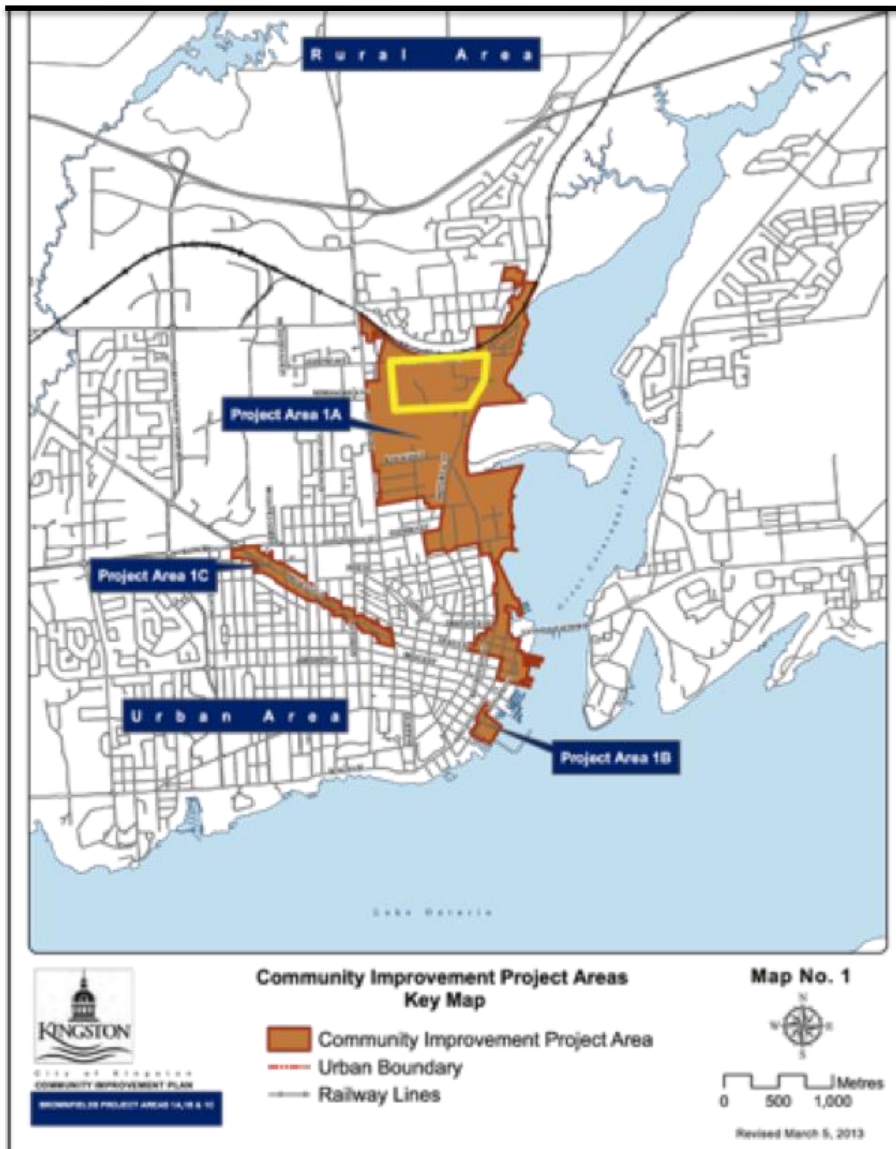 Rural Area
Project Area 1A
Project Area 1C
Urban Area
Project Area 1B
Great Cataraqui River
Lake Ontario
KINGSTON
City of Kingston
COMMUNITY IMPROVEMENT PLAN
BROWNFIELDS PROJECT AREAS 1A, 1B & 1C
Community Improvement Project Areas
Key Map
Community Improvement Project Area
Urban Boundary
Railway Lines
Map No. 1
N
W
E
S
Metres
0 500 1,000
Revised March 5, 2013